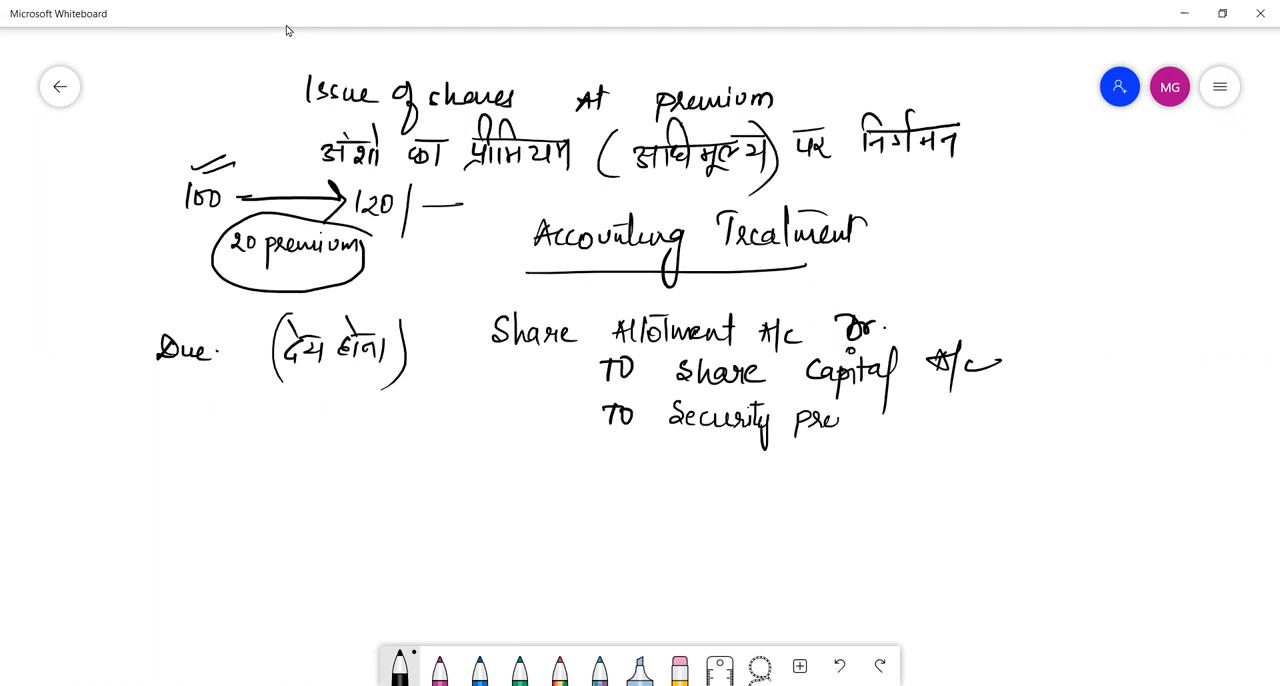 Microsoft Whiteboard
MG
Issue of shares At premium
अंशों का प्रीमियम (अधिमूल्य) पर निर्गमन
100 → 120/—
20 premium
Accounting Treatment
Due. (देय होना) Share Allotment A/c Dr.
TO Share Capital A/c
TO Security pre